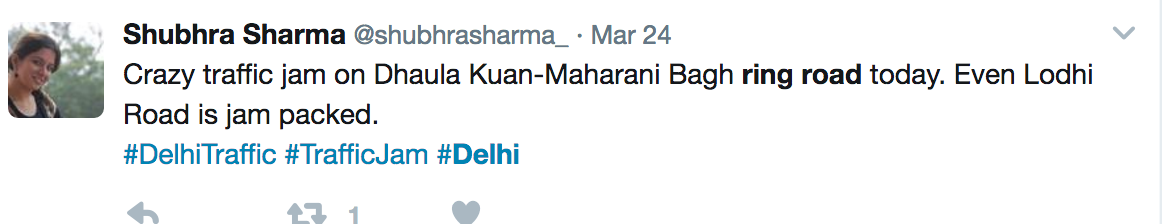 Shubhra Sharma @shubhrasharma_ · Mar 24
Crazy traffic jam on Dhaula Kuan-Maharani Bagh ring road today. Even Lodhi
Road is jam packed.
#DelhiTraffic #TrafficJam #Delhi
1